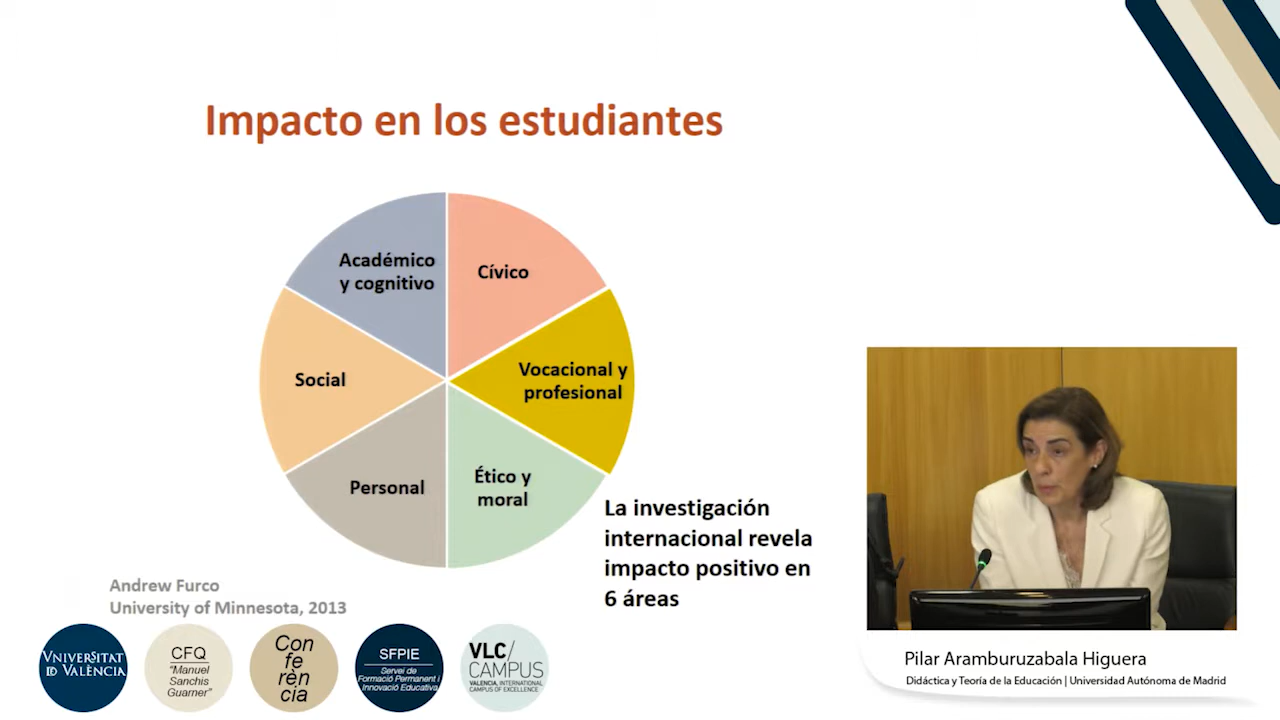 Impacto en los estudiantes
Académico
y cognitivo
Cívico
Social
Vocacional y
profesional
Personal
Ético y
moral
La investigación
internacional revela
impacto positivo en
6 áreas
Andrew Furco
University of Minnesota, 2013
VNIVERSITAT
ID VALÈNCIA
CFQ
"Manuel
Sanchis
Guarner"
Con
fe
rèn
cia
SFPIE
Servei de
Formació Permanent i
Innovació Educativa
VLC/
CAMPUS
VALENCIA, INTERNATIONAL
CAMPUS OF EXCELLENCE
Pilar Aramburuzabala Higuera
Didáctica y Teoría de la Educación | Universidad Autónoma de Madrid